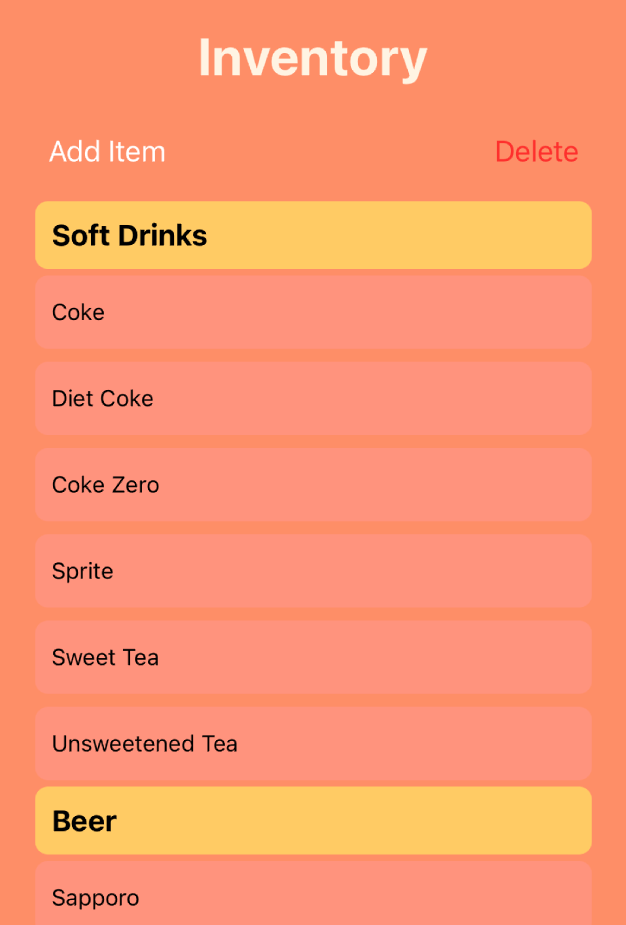 Inventory
Add Item
Delete
Soft Drinks
Coke
Diet Coke
Coke Zero
Sprite
Sweet Tea
Unsweetened Tea
Beer
Sapporo